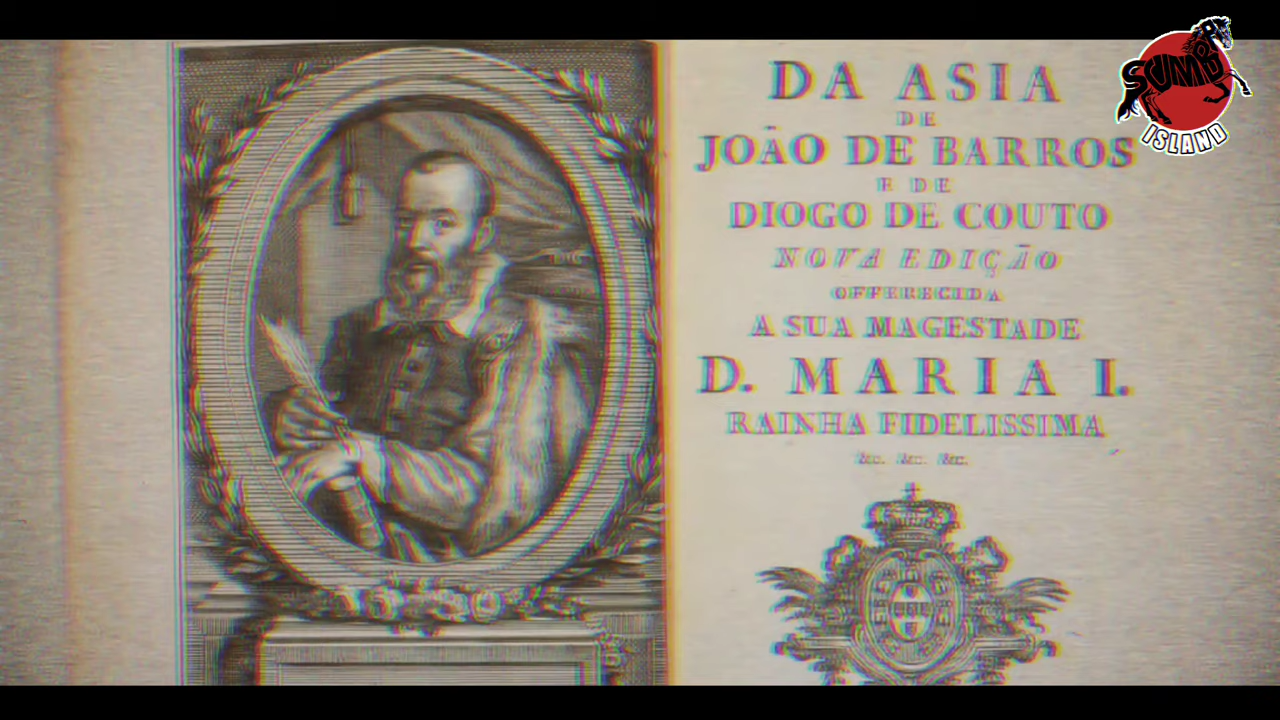 DA ASIA
DE
JOÃO DE BARROS
E DE
DIOGO DE COUTO
NOVA EDIÇÃO
OFFERECIDA
A SUA MAGESTADE
D. MARIA I.
RAINHA FIDELISSIMA
&c. &c. &c.
SUMB
ISLAND